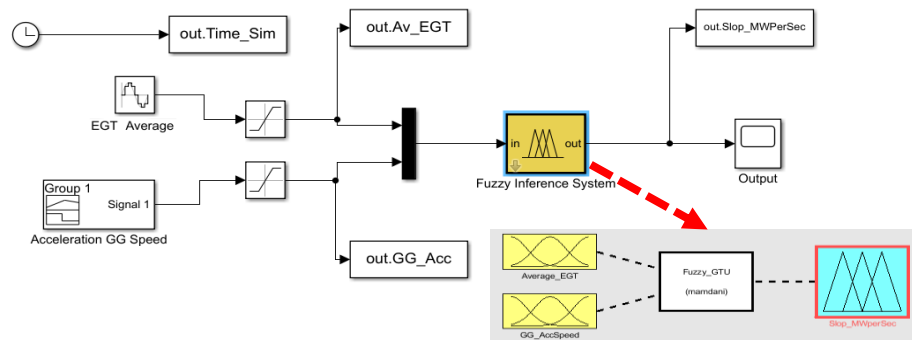 out.Time_Sim
out.Av_EGT
out.Slop_MWPerSec
EGT Average
Group 1
Signal 1
Acceleration GG Speed
in
out
Fuzzy Inference System
Output
out.GG_Acc
Average_EGT
GG_AccSpeed
Fuzzy_GTU
(mamdani)
Slop_MWperSec